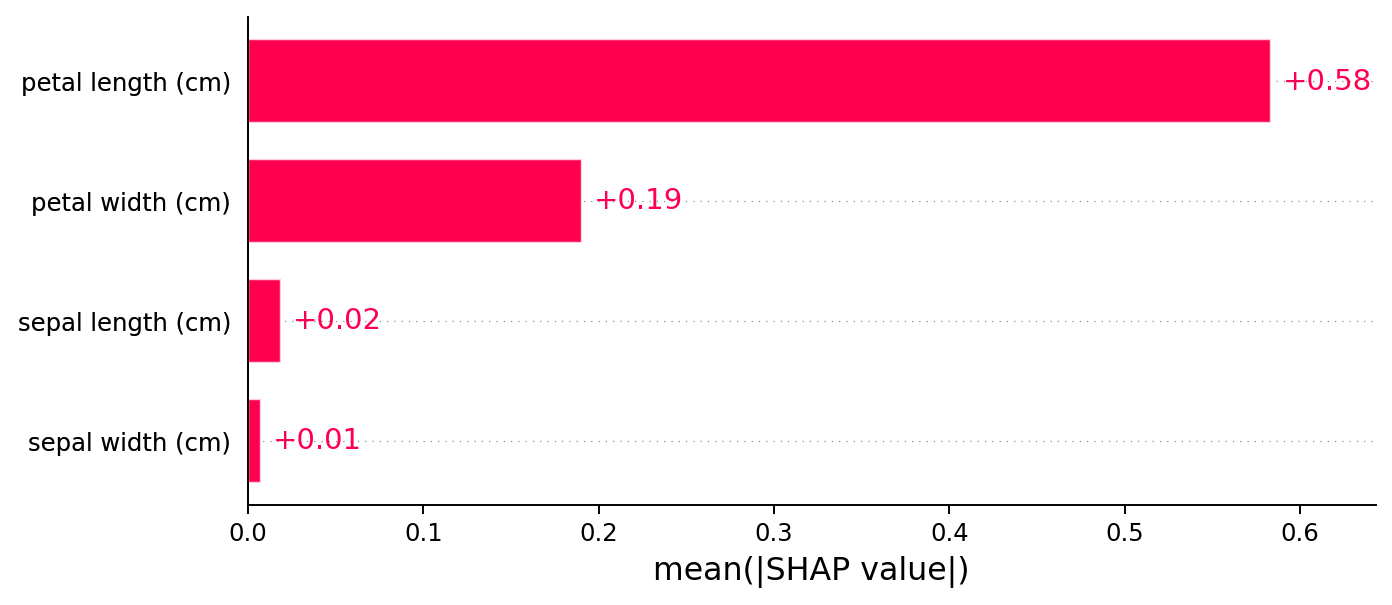 petal length (cm)
+0.58
petal width (cm)
+0.19
sepal length (cm)
+0.02
sepal width (cm)
+0.01
0.0 0.1 0.2 0.3 0.4 0.5 0.6
mean(|SHAP value|)